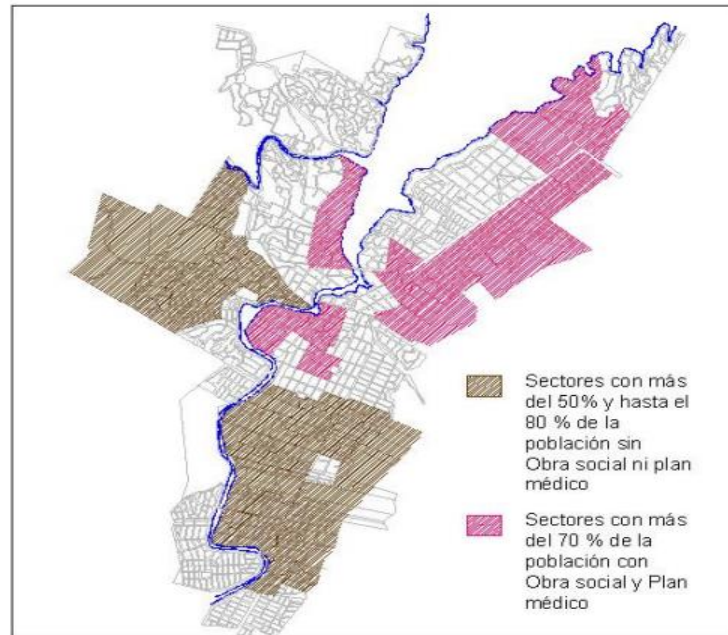 Sectores con más
del 50% y hasta el
80 % de la
población sin
Obra social ni plan
médico
Sectores con más
del 70 % de la
población con
Obra social y Plan
médico